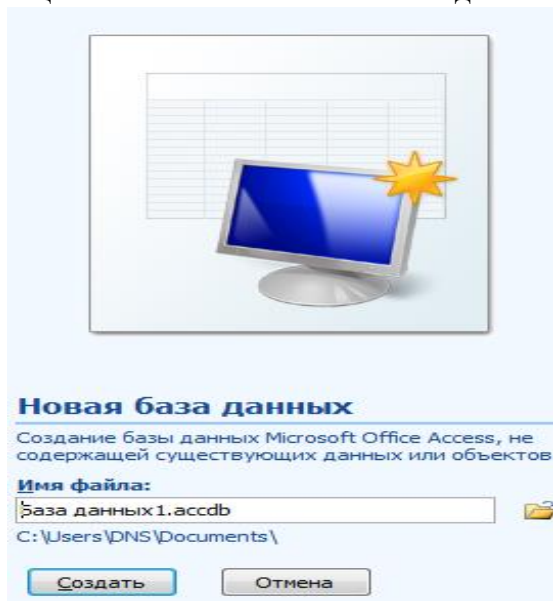 Новая база данных
Создание базы данных Microsoft Office Access, не
содержащей существующих данных или объектов
Имя файла:
База данных1.accdb
C:\Users\DNS\Documents\
Создать Отмена